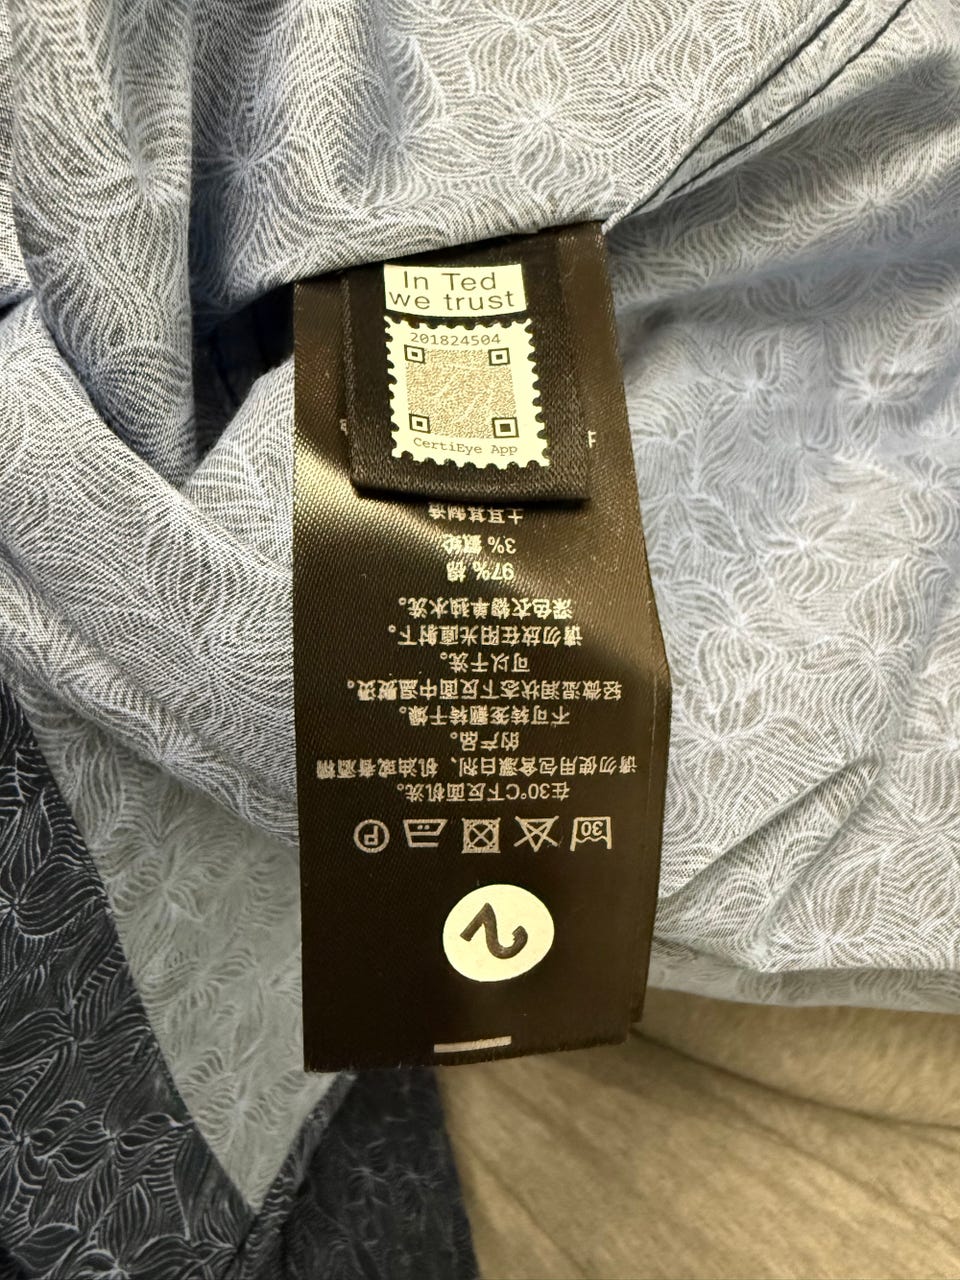 In Ted
we trust
201824504
CertiEye App
2
30
在30°C下反面机洗。
请勿使用包含漂白剂、机油或者酒精
的产品。
不可转笼翻转干燥。
轻微湿润状态下反面中温熨烫。
可以干洗。
请勿放在阳光直射下。
深色衣物单独水洗。
97% 棉
3% 氨纶
土耳其制造
P